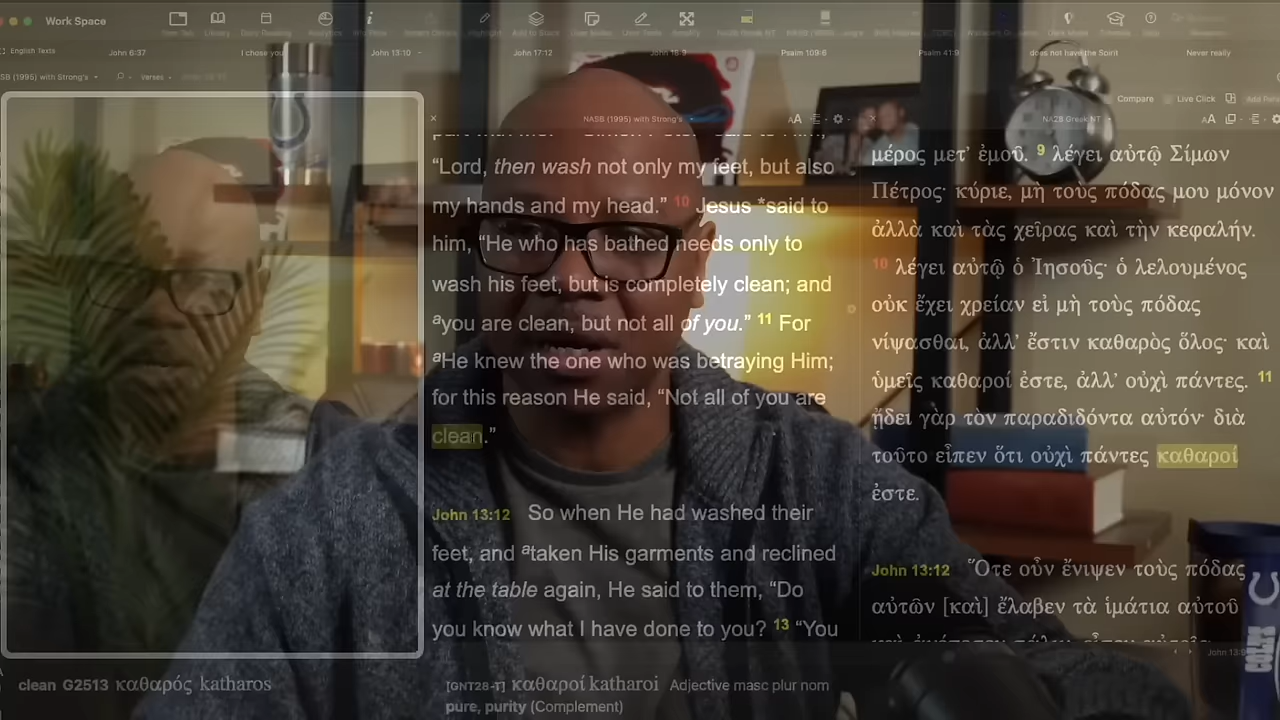 Work Space
English Texts
John 6:37
I chose you
John 13:10
John 17:12
Psalm 109:6
Psalm 41:9
does not have the Spirit
Never really
SB (1995) with Strong's
verses
Compare
Live Click
NASB (1995) with Strong's
NA28 Greek NT
“Lord, then wash not only my feet, but also
my hands and my head.” 10 Jesus *said to
him, “He who has bathed needs only to
wash his feet, but is completely clean; and
ayou are clean, but not all of you.” 11 For
aHe knew the one who was betraying Him;
for this reason He said, “Not all of you are
clean.”
John 13:12 So when He had washed their
feet, and ataken His garments and reclined
at the table again, He said to them, “Do
you know what I have done to you? 13 “You
μέρος μετ’ ἐμοῦ. 9 λέγει αὐτῷ Σίμων
Πέτρος· κύριε, μὴ τοὺς πόδας μου μόνον
ἀλλὰ καὶ τὰς χεῖρας καὶ τὴν κεφαλήν.
10 λέγει αὐτῷ ὁ Ἰησοῦς· ὁ λελουμένος
οὐκ ἔχει χρείαν εἰ μὴ τοὺς πόδας
νίψασθαι, ἀλλ’ ἔστιν καθαρὸς ὅλος· καὶ
ὑμεῖς καθαροί ἐστε, ἀλλ’ οὐχὶ πάντες. 11
ᾔδει γὰρ τὸν παραδιδόντα αὐτόν· διὰ
τοῦτο εἶπεν ὅτι οὐχὶ πάντες καθαροί
ἐστε.
John 13:12 Ὅτε οὖν ἔνιψεν τοὺς πόδας
αὐτῶν [καὶ] ἔλαβεν τὰ ἱμάτια αὐτοῦ
COLTS
clean G2513 καθαρός katharos
[GNT28-T] καθαροί katharoi Adjective masc plur nom
pure, purity (Complement)